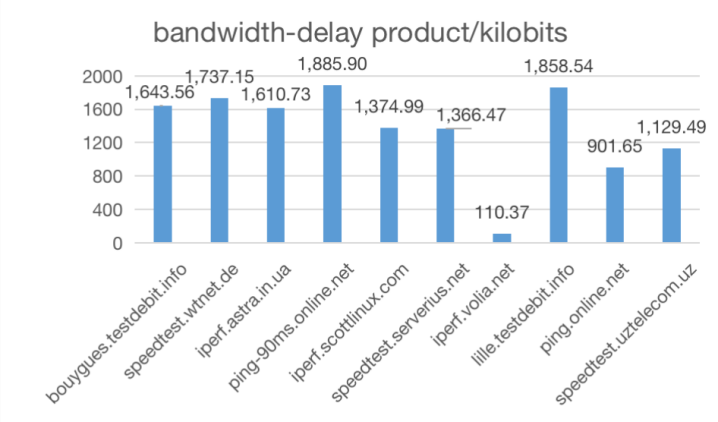 bandwidth-delay product/kilobits
2000
1600
1200
800
400
0
1,643.56
1,737.15
1,610.73
1,885.90
1,374.99
1,366.47
110.37
1,858.54
901.65
1,129.49
bouygues.testdebit.info
speedtest.wtnet.de
iperf.astra.in.ua
ping-90ms.online.net
iperf.scottlinux.com
speedtest.serverius.net
iperf.volia.net
lille.testdebit.info
ping.online.net
speedtest.uztelecom.uz